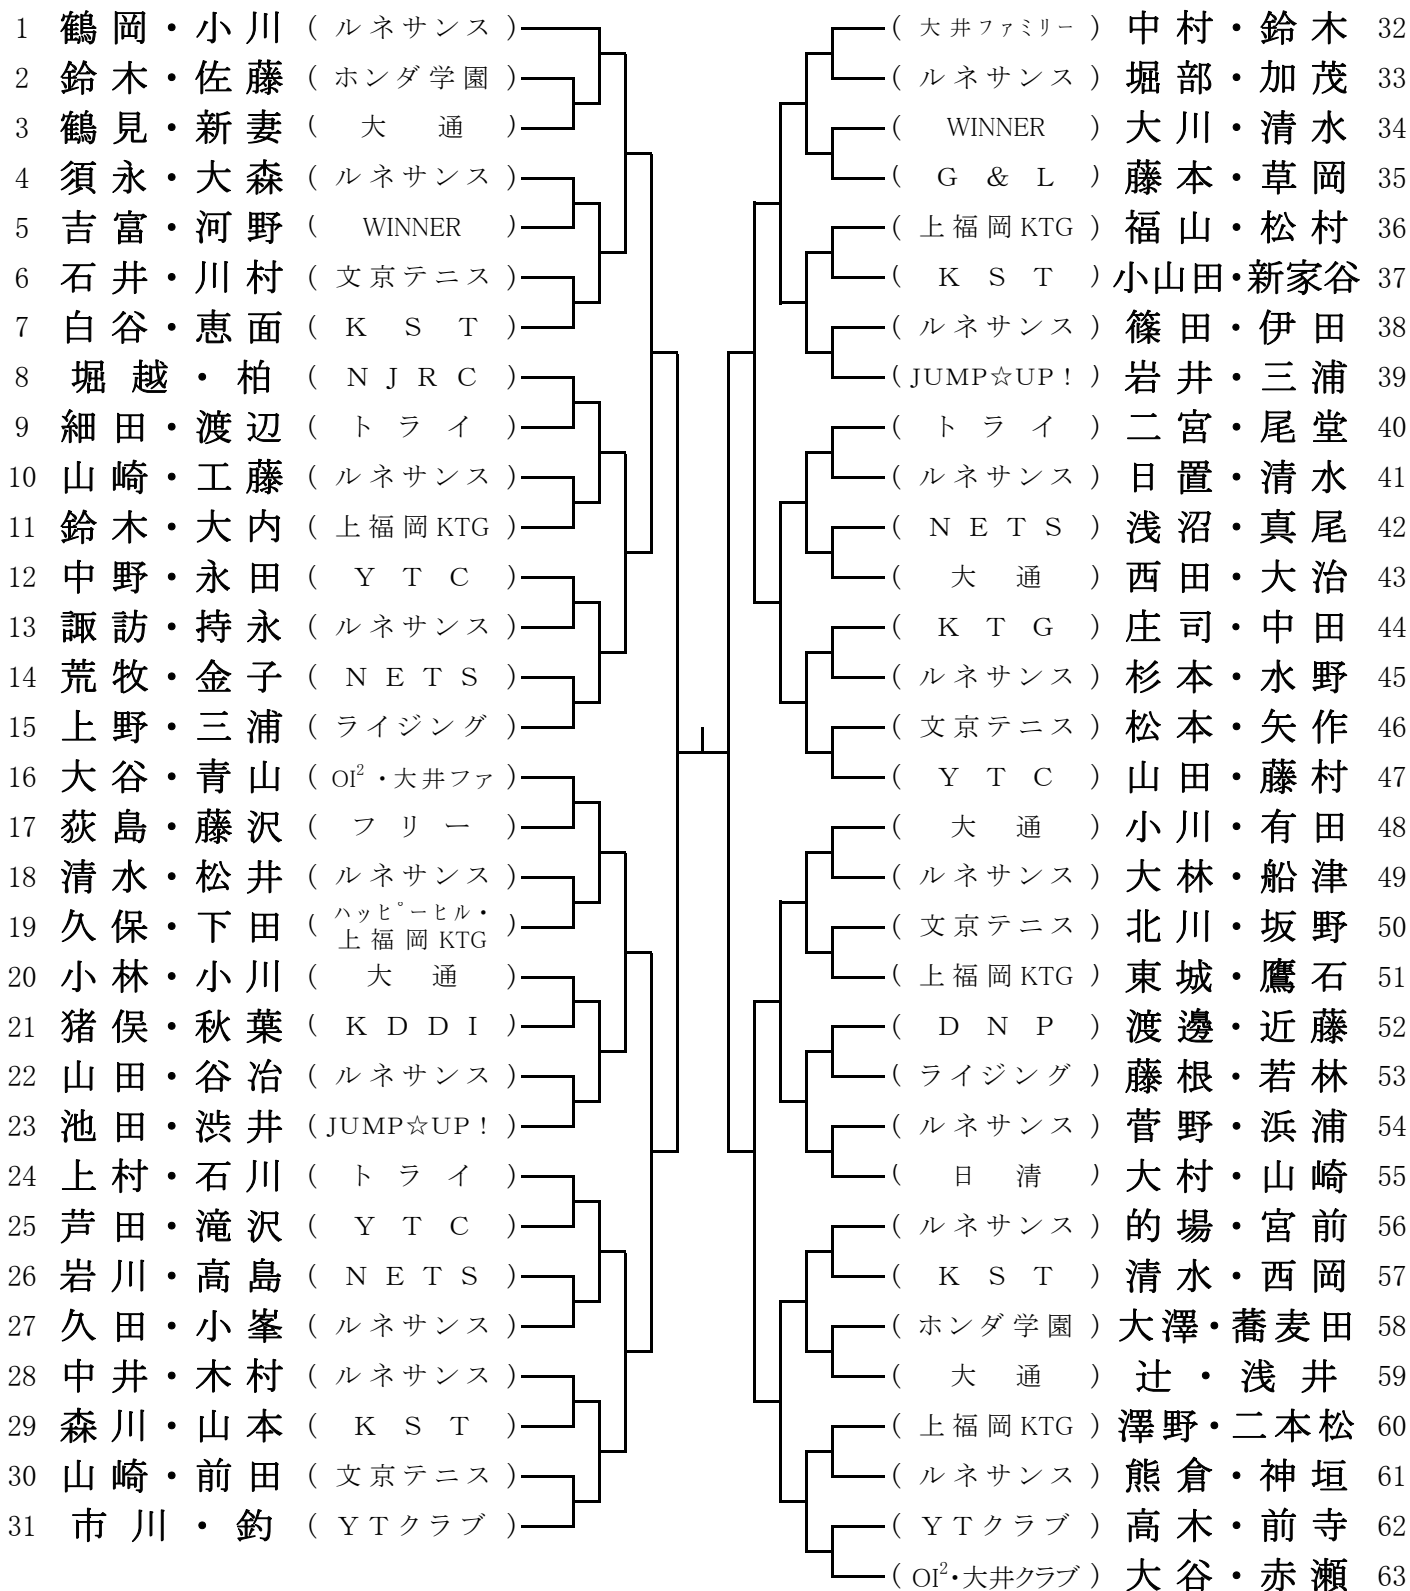 1 鶴岡・小川 (ルネサンス)
2 鈴木・佐藤 (ホンダ学園)
3 鶴見・新妻 (大通)
4 須永・大森 (ルネサンス)
5 吉富・河野 (WINNER)
6 石井・川村 (文京テニス)
7 白谷・恵面 (KST)
8 堀越・柏 (NJRC)
9 細田・渡辺 (トライ)
10 山崎・工藤 (ルネサンス)
11 鈴木・大内 (上福岡KTG)
12 中野・永田 (YTC)
13 諏訪・持永 (ルネサンス)
14 荒牧・金子 (NETS)
15 上野・三浦 (ライジング)
16 大谷・青山 (OI²・大井ファ)
17 荻島・藤沢 (フリー)
18 清水・松井 (ルネサンス)
19 久保・下田 (ハッピーヒル・上福岡KTG)
20 小林・小川 (大通)
21 猪俣・秋葉 (KDDI)
22 山田・谷冶 (ルネサンス)
23 池田・渋井 (JUMP☆UP!)
24 上村・石川 (トライ)
25 芦田・滝沢 (YTC)
26 岩川・高島 (NETS)
27 久田・小峯 (ルネサンス)
28 中井・木村 (ルネサンス)
29 森川・山本 (KST)
30 山崎・前田 (文京テニス)
31 市川・釣 (YTクラブ)
(大井ファミリー) 中村・鈴木 32
(ルネサンス) 堀部・加茂 33
(WINNER) 大川・清水 34
(G&L) 藤本・草岡 35
(上福岡KTG) 福山・松村 36
(KST) 小山田・新家谷 37
(ルネサンス) 篠田・伊田 38
(JUMP☆UP!) 岩井・三浦 39
(トライ) 二宮・尾堂 40
(ルネサンス) 日置・清水 41
(NETS) 浅沼・真尾 42
(大通) 西田・大治 43
(KTG) 庄司・中田 44
(ルネサンス) 杉本・水野 45
(文京テニス) 松本・矢作 46
(YTC) 山田・藤村 47
(大通) 小川・有田 48
(ルネサンス) 大林・船津 49
(文京テニス) 北川・坂野 50
(上福岡KTG) 東城・鷹石 51
(DNP) 渡邊・近藤 52
(ライジング) 藤根・若林 53
(ルネサンス) 菅野・浜浦 54
(日清) 大村・山崎 55
(ルネサンス) 的場・宮前 56
(KST) 清水・西岡 57
(ホンダ学園) 大澤・蕎麦田 58
(大通) 辻・浅井 59
(上福岡KTG) 澤野・二本松 60
(ルネサンス) 熊倉・神垣 61
(YTクラブ) 高木・前寺 62
(OI²・大井クラブ) 大谷・赤瀬 63